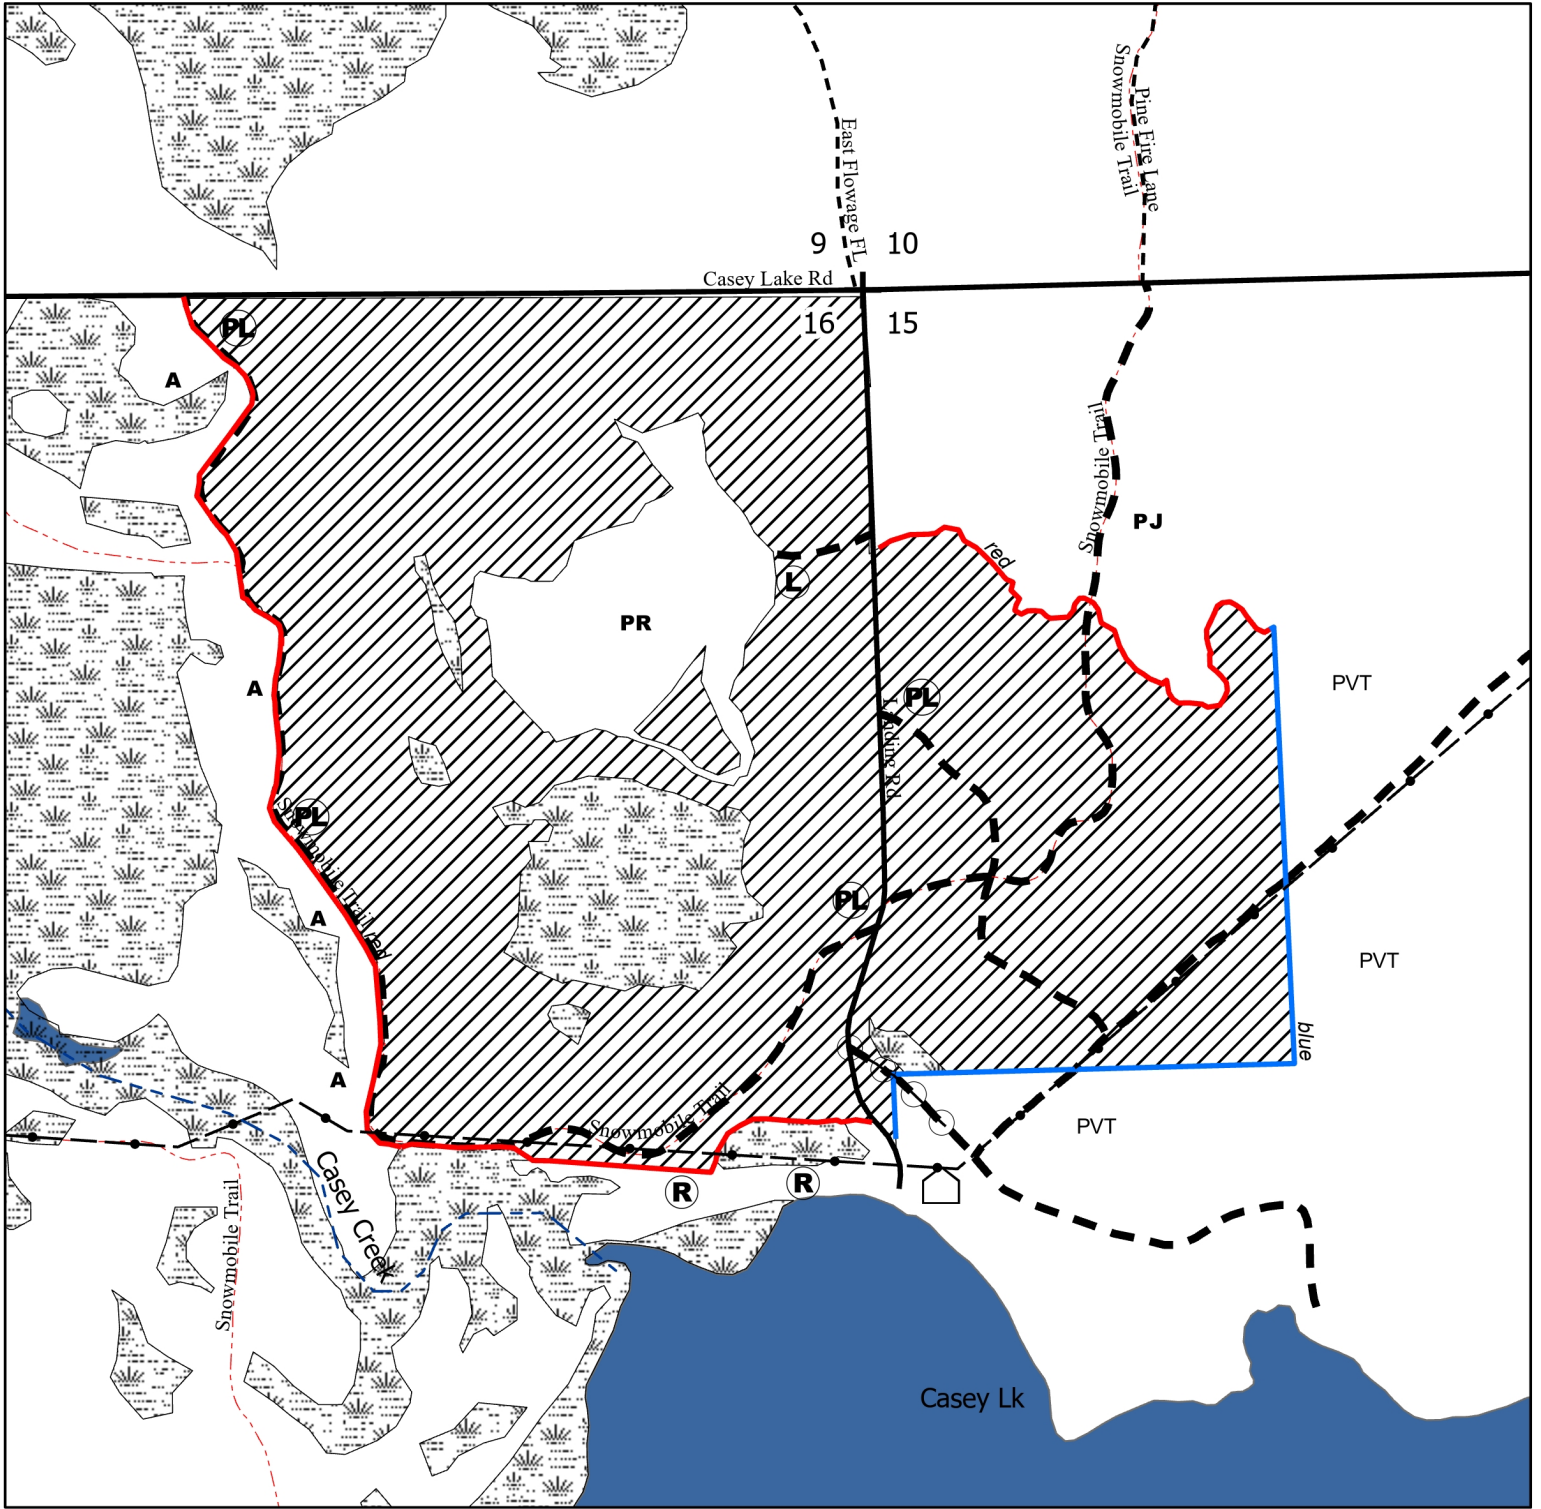 Snowmobile Trail
Pine Fire Lane
East Flowage FL
9
10
Casey Lake Rd
16
15
PL
A
Snowmobile Trail
PJ
red
L
PR
A
PVT
PL
Landing Rd
PL
Snowmobile Trail
red
A
PL
PVT
blue
A
Snowmobile Trail
PVT
Casey Creek
R
R
Snowmobile Trail
Casey Lk